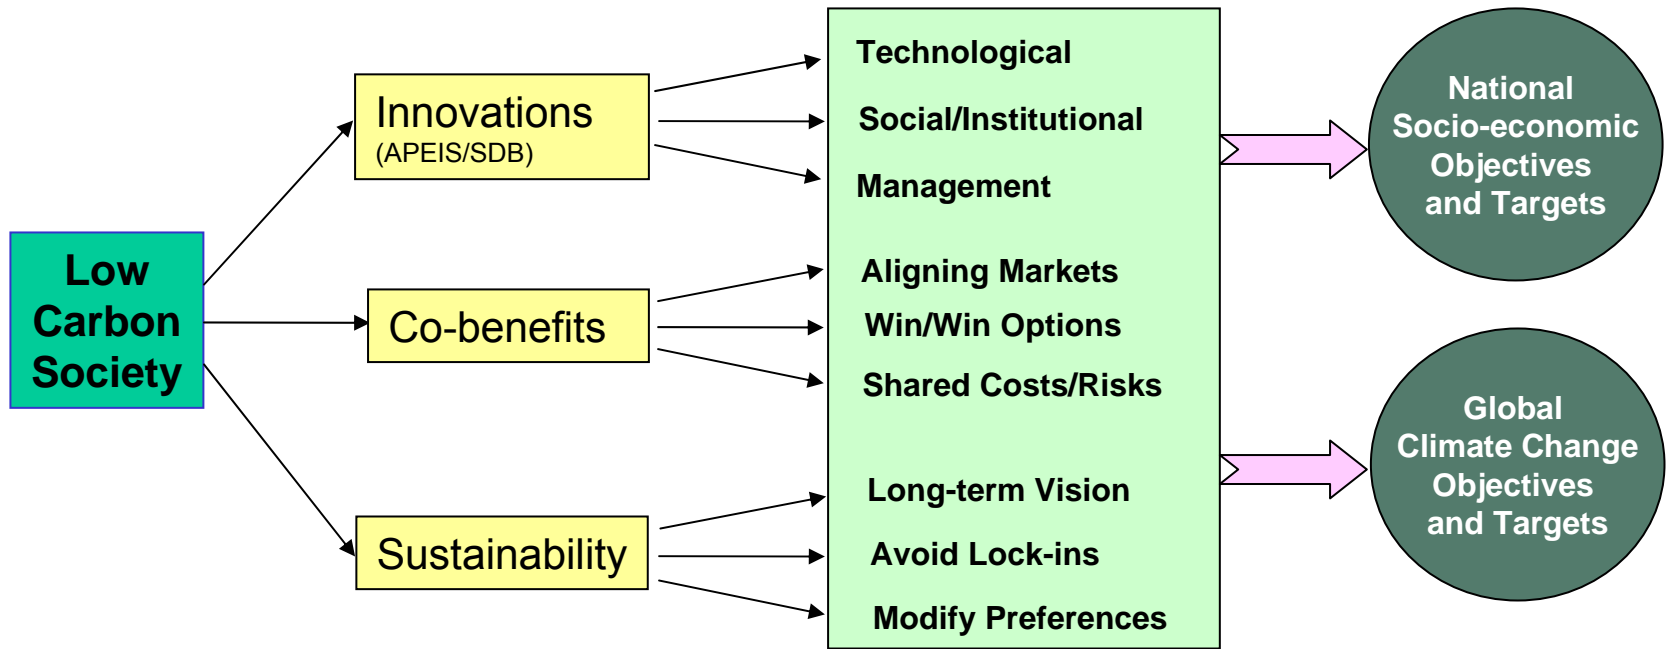 Low
Carbon
Society
Innovations
(APEIS/SDB)
Co-benefits
Sustainability
Technological
Social/Institutional
Management
Aligning Markets
Win/Win Options
Shared Costs/Risks
Long-term Vision
Avoid Lock-ins
Modify Preferences
National
Socio-economic
Objectives
and Targets
Global
Climate Change
Objectives
and Targets